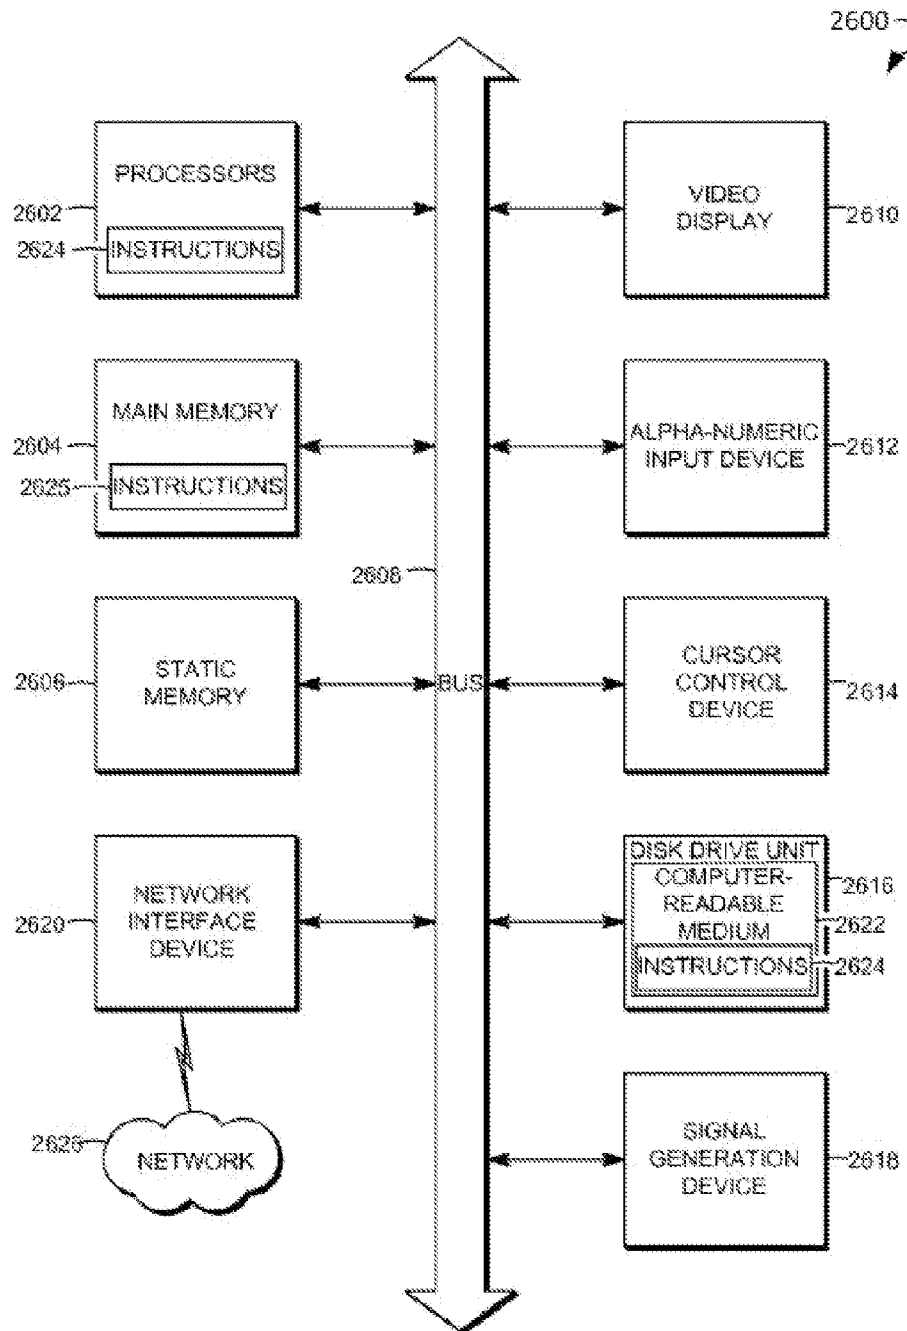 2600
PROCESSORS
2602
2624
INSTRUCTIONS
VIDEO
DISPLAY
2610
MAIN MEMORY
2604
2625
INSTRUCTIONS
ALPHA-NUMERIC
INPUT DEVICE
2612
2608
STATIC
MEMORY
2606
BUS
CURSOR
CONTROL
DEVICE
2614
NETWORK
INTERFACE
DEVICE
2620
DISK DRIVE UNIT
COMPUTER-
READABLE
MEDIUM
INSTRUCTIONS
2616
2622
2624
2626
NETWORK
SIGNAL
GENERATION
DEVICE
2618